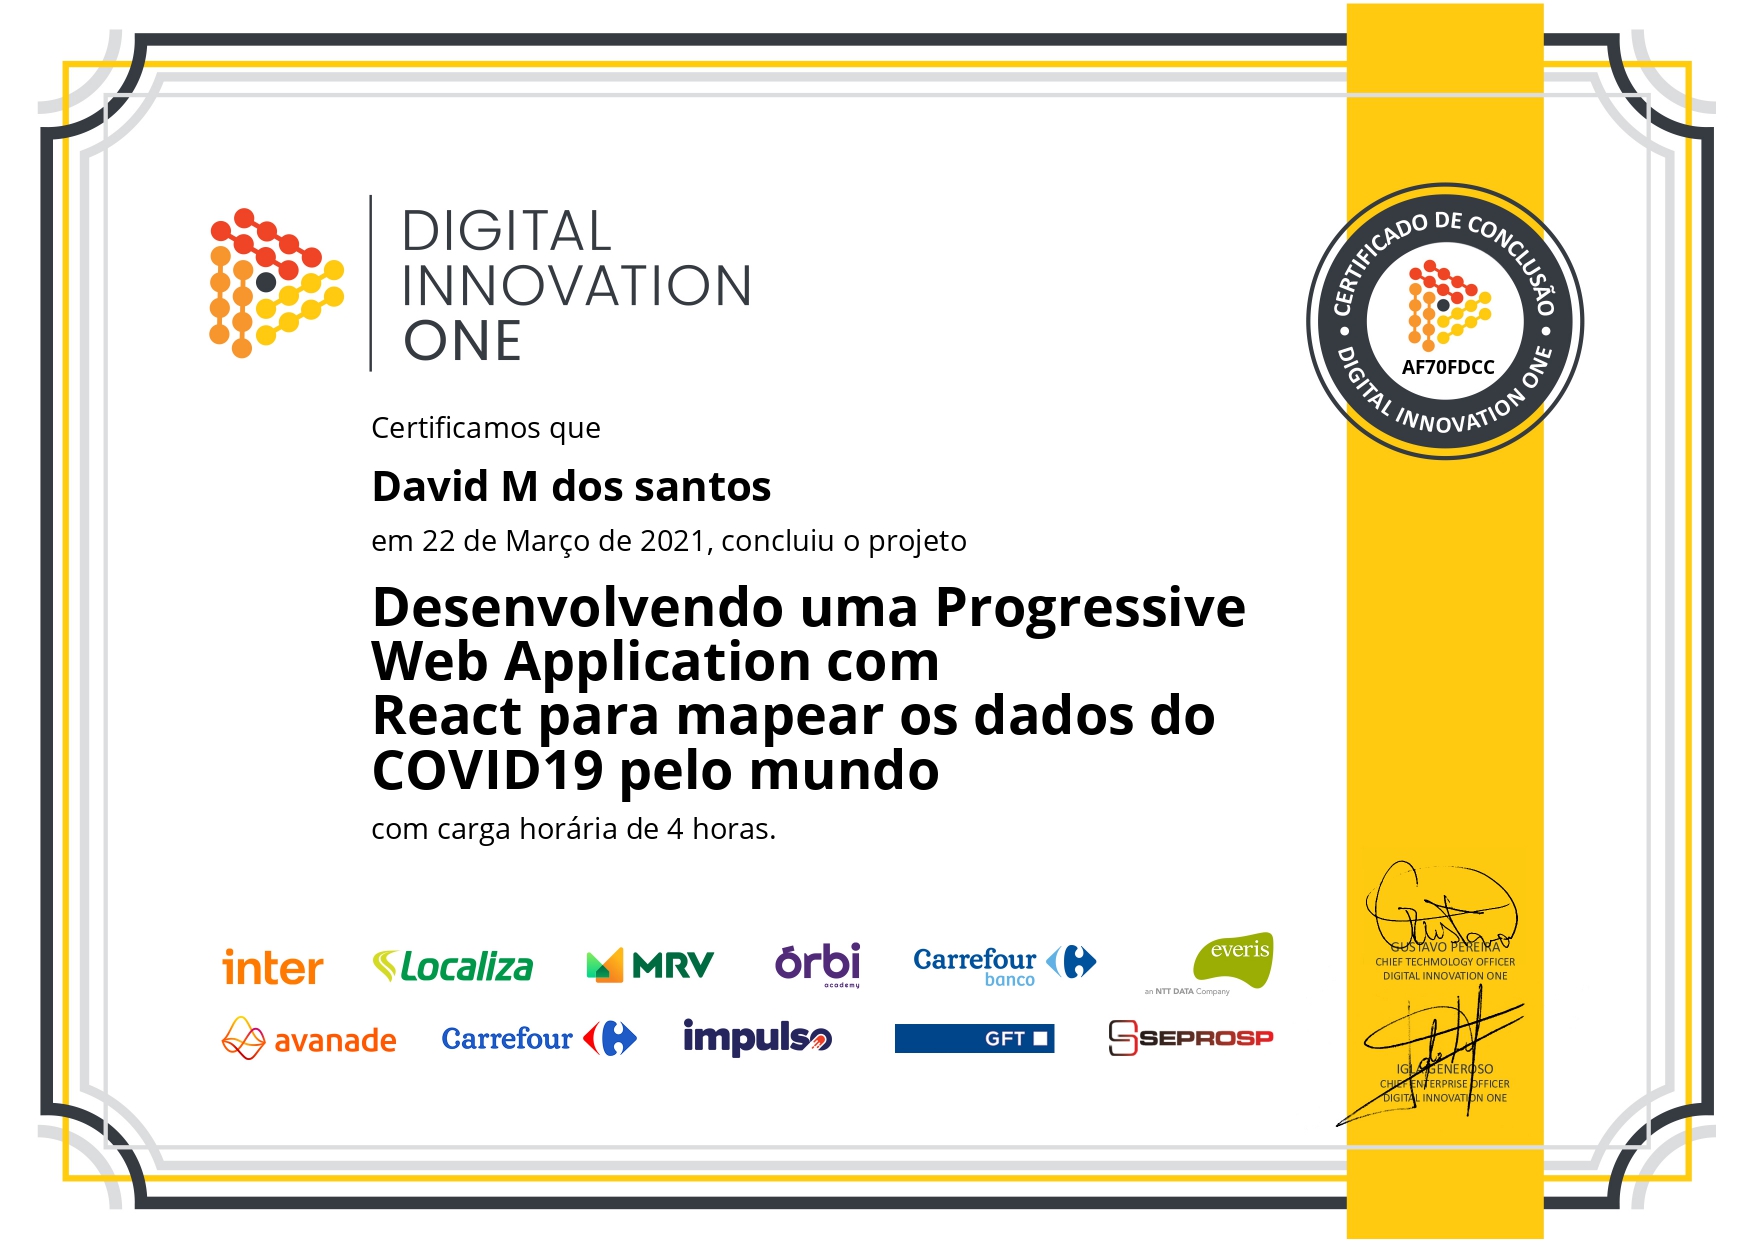 DIGITAL
INNOVATION
ONE
CERTIFICADO DE CONCLUSÃO
AF70FDCC
DIGITAL INNOVATION ONE
Certificamos que
David M dos santos
em 22 de Março de 2021, concluiu o projeto
Desenvolvendo uma Progressive
Web Application com
React para mapear os dados do
COVID19 pelo mundo
com carga horária de 4 horas.
inter
Localiza
MRV
órbi
academy
Carrefour
banco
everis
an NTT DATA Company
avanade
Carrefour
impulso
GFT
SEPROSP
GUSTAVO PEREIRA
CHIEF TECHNOLOGY OFFICER
DIGITAL INNOVATION ONE
IGLÁ GENEROSO
CHIEF ENTERPRISE OFFICER
DIGITAL INNOVATION ONE